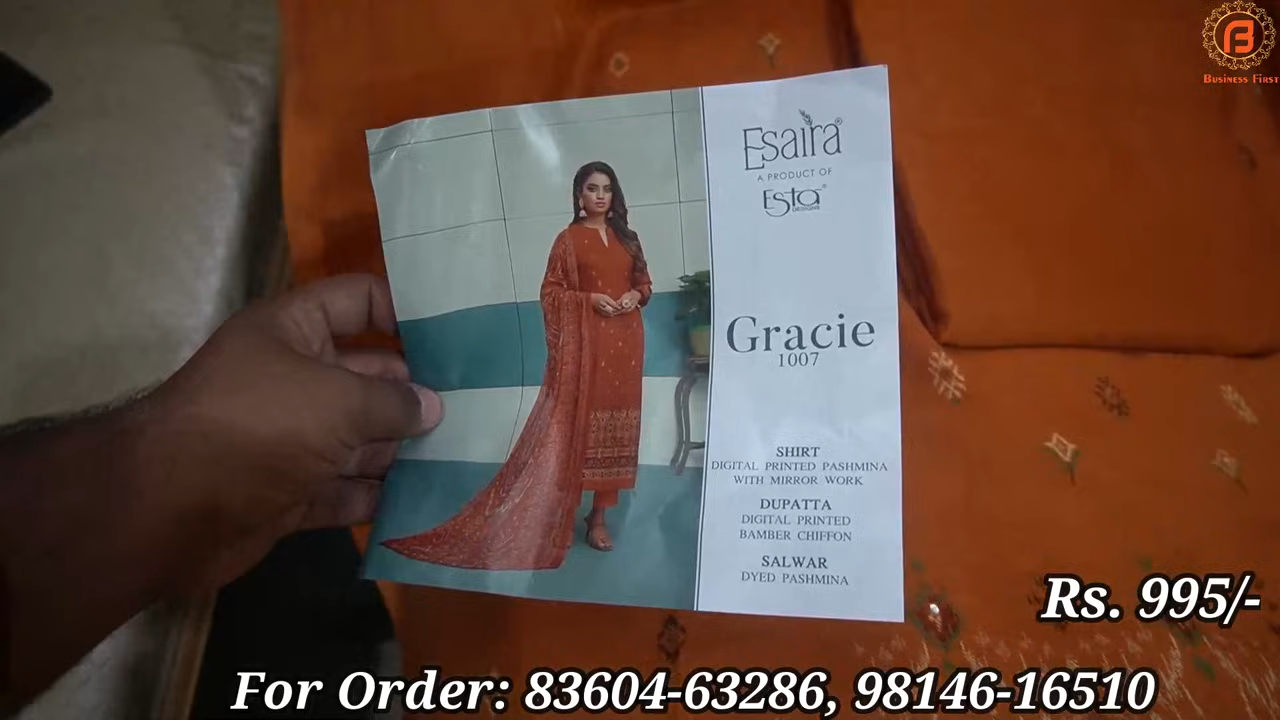 BUSINESS FIRST
Esaira®
A PRODUCT OF
Esta®
DESIGNS
Gracie
1007
SHIRT
DIGITAL PRINTED PASHMINA
WITH MIRROR WORK
DUPATTA
DIGITAL PRINTED
BAMBER CHIFFON
SALWAR
DYED PASHMINA
Rs. 995/-
For Order: 83604-63286, 98146-16510